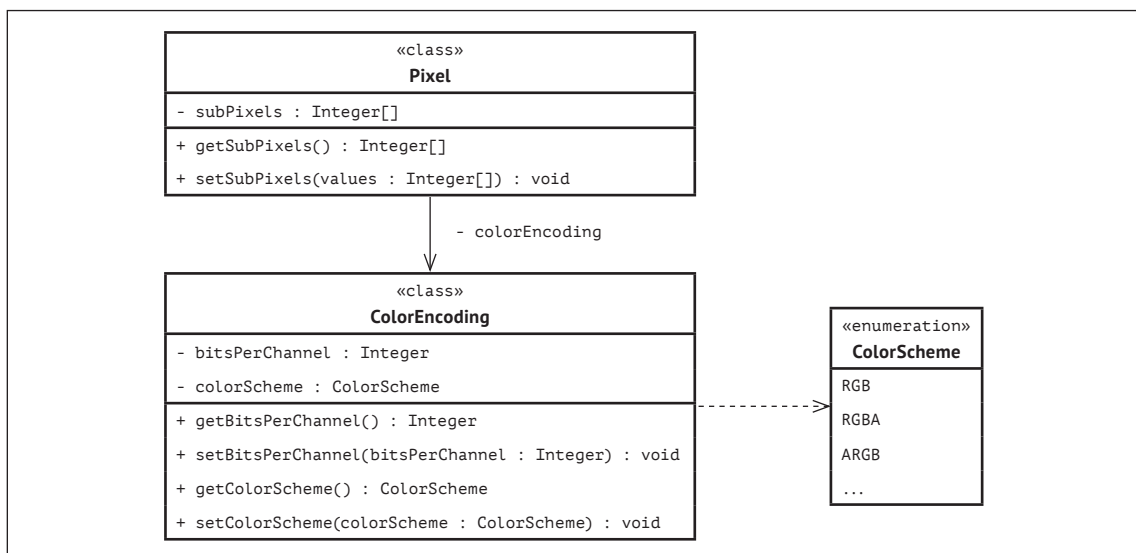 «class»
Pixel
- subPixels : Integer[]
+ getSubPixels() : Integer[]
+ setSubPixels(values : Integer[]) : void
- colorEncoding
«class»
ColorEncoding
- bitsPerChannel : Integer
- colorScheme : ColorScheme
+ getBitsPerChannel() : Integer
+ setBitsPerChannel(bitsPerChannel : Integer) : void
+ getColorScheme() : ColorScheme
+ setColorScheme(colorScheme : ColorScheme) : void
«enumeration»
ColorScheme
RGB
RGBA
ARGB
...